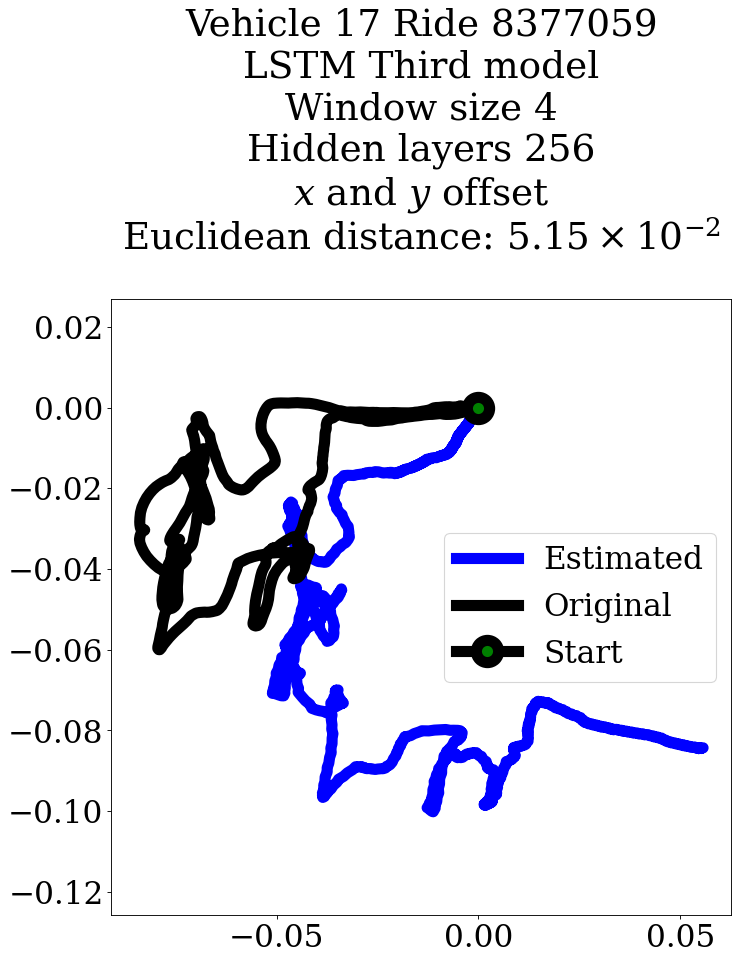 Vehicle 17 Ride 8377059
LSTM Third model
Window size 4
Hidden layers 256
x and y offset
Euclidean distance: 5.15 × 10⁻²
0.02
0.00
−0.02
−0.04
−0.06
−0.08
−0.10
−0.12
Estimated
Original
Start
−0.05
0.00
0.05